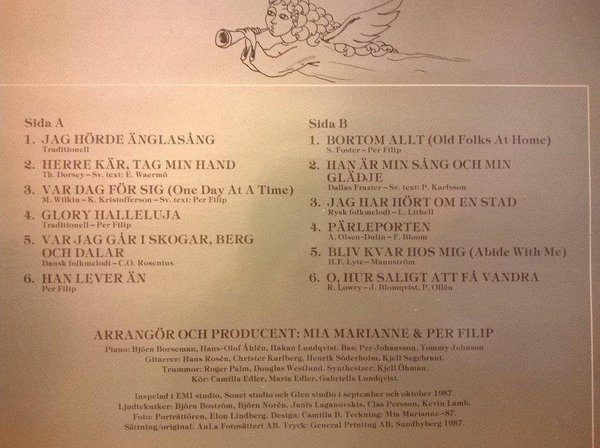 Sida A
1. JAG HÖRDE ÄNGLASÅNG
Traditionell
2. HERRE KÄR, TAG MIN HAND
Th. Dorsey – Sv. text: E. Waermö
3. VAR DAG FÖR SIG (One Day At A Time)
M. Wilkin – K. Kristofferson – Sv. text: Per Filip
4. GLORY HALLELUJA
Traditionell – Per Filip
5. VAR JAG GÅR I SKOGAR, BERG
OCH DALAR
Dansk folkmelodi – C.O. Rosenius
6. HAN LEVER ÄN
Per Filip
Sida B
1. BORTOM ALLT (Old Folks At Home)
S. Foster – Per Filip
2. HAN ÄR MIN SÅNG OCH MIN
GLÄDJE
Dallas Frazier – Sv. text: P. Karlsson
3. JAG HAR HÖRT OM EN STAD
Rysk folkmelodi – L. Lithell
4. PÄRLEPORTEN
A. Olsen-Dulin – F. Bloom
5. BLIV KVAR HOS MIG (Abide With Me)
H.F. Lyte – Mannström
6. O, HUR SALIGT ATT FÅ VANDRA
R. Lowry – J. Blomqvist, P. Ollén
ARRANGÖR OCH PRODUCENT: MIA MARIANNE & PER FILIP
Piano: Björn Borseman, Hans-Olof Åhlén, Håkan Lundqvist. Bas: Per Johansson, Tommy Johnson
Gitarrer: Hans Rosén, Christer Karlberg, Henrik Söderholm, Kjell Segebrant.
Trummor: Roger Palm, Douglas Westlund. Synthesizer: Kjell Öhman.
Kör: Camilla Edler, Maria Edler, Gabriella Lundqvist.
Inspelad i EMI studio, Sonet studio och Glen studio i september och oktober 1987.
Ljudtekniker: Björn Boström, Björn Norén, Janis Laganovskis, Clas Persson, Kevin Lamb.
Foto: Porträttören, Elon Lindberg. Design: Camilla B. Teckning: Mia Marianne -87.
Sättning/original: AnLa Fotosätteri AB. Tryck: General Printing AB, Sundbyberg 1987.